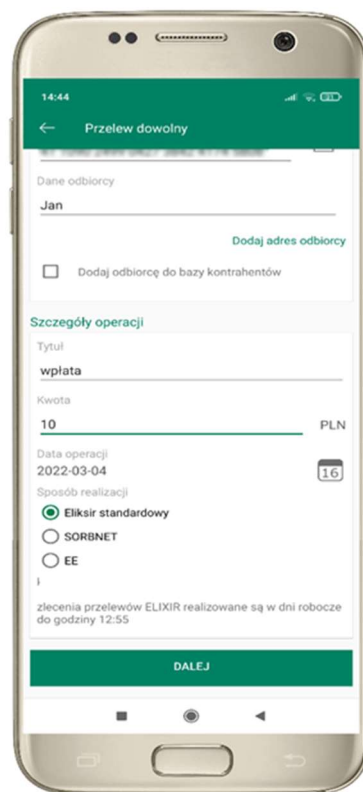 14:44
Przelew dowolny
Dane odbiorcy
Jan
Dodaj adres odbiorcy
Dodaj odbiorcę do bazy kontrahentów
Szczegóły operacji
Tytuł
wpłata
Kwota
10 PLN
Data operacji
2022-03-04
16
Sposób realizacji
Eliksir standardowy
SORBNET
EE
i
zlecenia przelewów ELIXIR realizowane są w dni robocze
do godziny 12:55
DALEJ